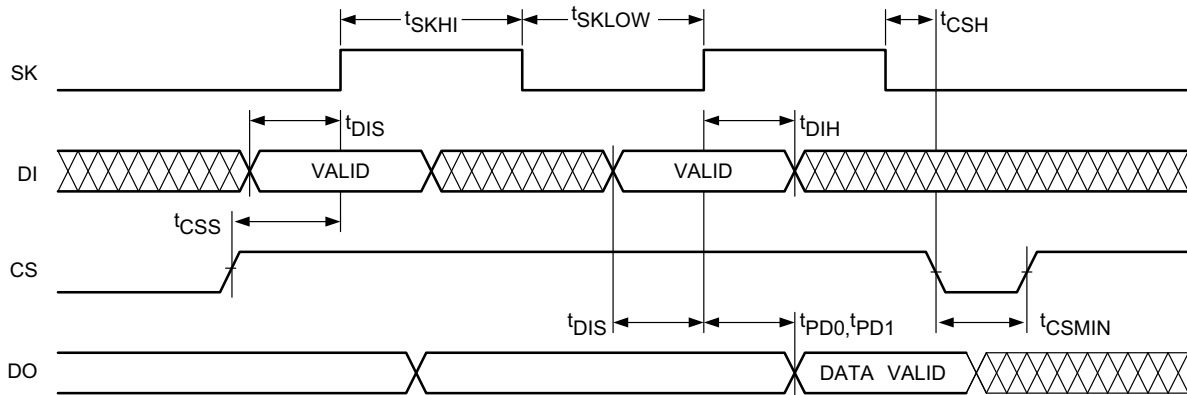 tSKHI tSKLOW tCSH
SK
tDIS tDIH
DI VALID VALID
tCSS
CS
tDIS tPD0,tPD1 tCSMIN
DO DATA VALID